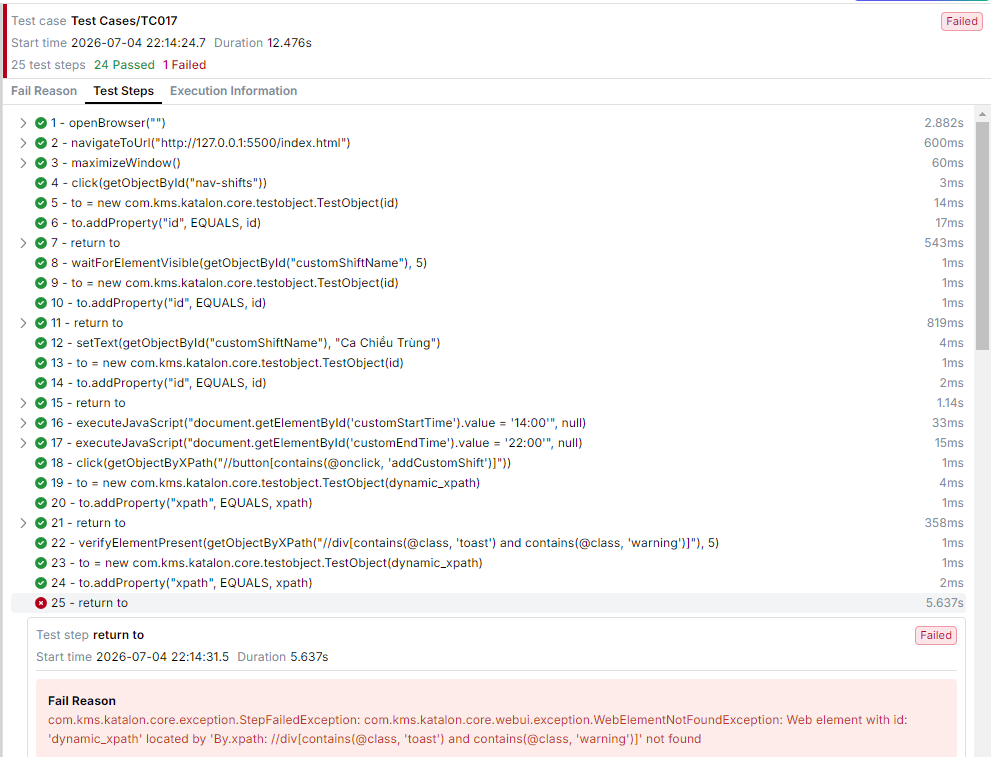 Test case Test Cases/TC017 Failed
Start time 2026-07-04 22:14:24.7 Duration 12.476s
25 test steps 24 Passed 1 Failed
Fail Reason Test Steps Execution Information
1 - openBrowser("") 2.882s
2 - navigateToUrl("http://127.0.0.1:5500/index.html") 600ms
3 - maximizeWindow() 60ms
4 - click(getObjectById("nav-shifts")) 3ms
5 - to = new com.kms.katalon.core.testobject.TestObject(id) 14ms
6 - to.addProperty("id", EQUALS, id) 17ms
7 - return to 543ms
8 - waitForElementVisible(getObjectById("customShiftName"), 5) 1ms
9 - to = new com.kms.katalon.core.testobject.TestObject(id) 1ms
10 - to.addProperty("id", EQUALS, id) 1ms
11 - return to 819ms
12 - setText(getObjectById("customShiftName"), "Ca Chiều Trùng") 4ms
13 - to = new com.kms.katalon.core.testobject.TestObject(id) 1ms
14 - to.addProperty("id", EQUALS, id) 2ms
15 - return to 1.14s
16 - executeJavaScript("document.getElementById('customStartTime').value = '14:00'", null) 33ms
17 - executeJavaScript("document.getElementById('customEndTime').value = '22:00'", null) 15ms
18 - click(getObjectByXPath("//button[contains(@onclick, 'addCustomShift')]")) 1ms
19 - to = new com.kms.katalon.core.testobject.TestObject(dynamic_xpath) 4ms
20 - to.addProperty("xpath", EQUALS, xpath) 1ms
21 - return to 358ms
22 - verifyElementPresent(getObjectByXPath("//div[contains(@class, 'toast') and contains(@class, 'warning')]"), 5) 1ms
23 - to = new com.kms.katalon.core.testobject.TestObject(dynamic_xpath) 1ms
24 - to.addProperty("xpath", EQUALS, xpath) 2ms
25 - return to 5.637s
Test step return to Failed
Start time 2026-07-04 22:14:31.5 Duration 5.637s
Fail Reason
com.kms.katalon.core.exception.StepFailedException: com.kms.katalon.core.webui.exception.WebElementNotFoundException: Web element with id:
'dynamic_xpath' located by 'By.xpath: //div[contains(@class, 'toast') and contains(@class, 'warning')]' not found